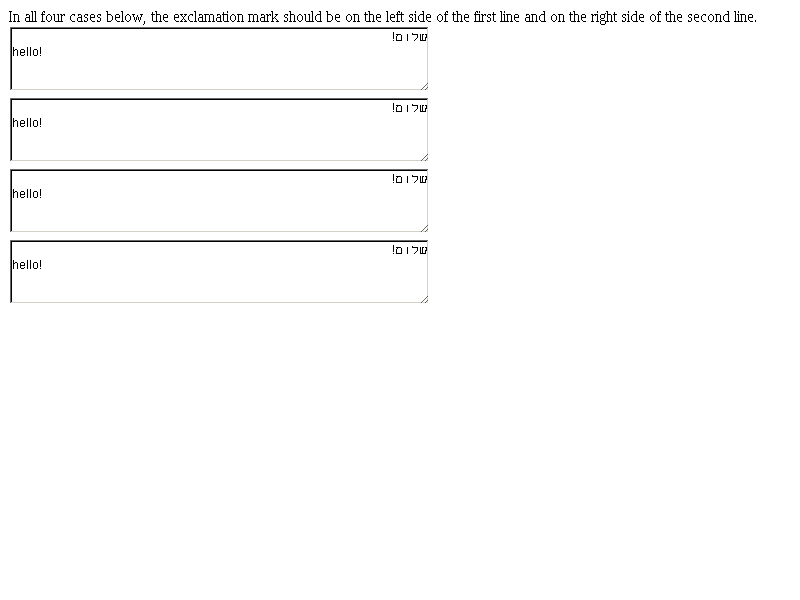 In all four cases below, the exclamation mark should be on the left side of the first line and on the right side of the second line.
שלום!
hello!
שלום!
hello!
שלום!
hello!
שלום!
hello!